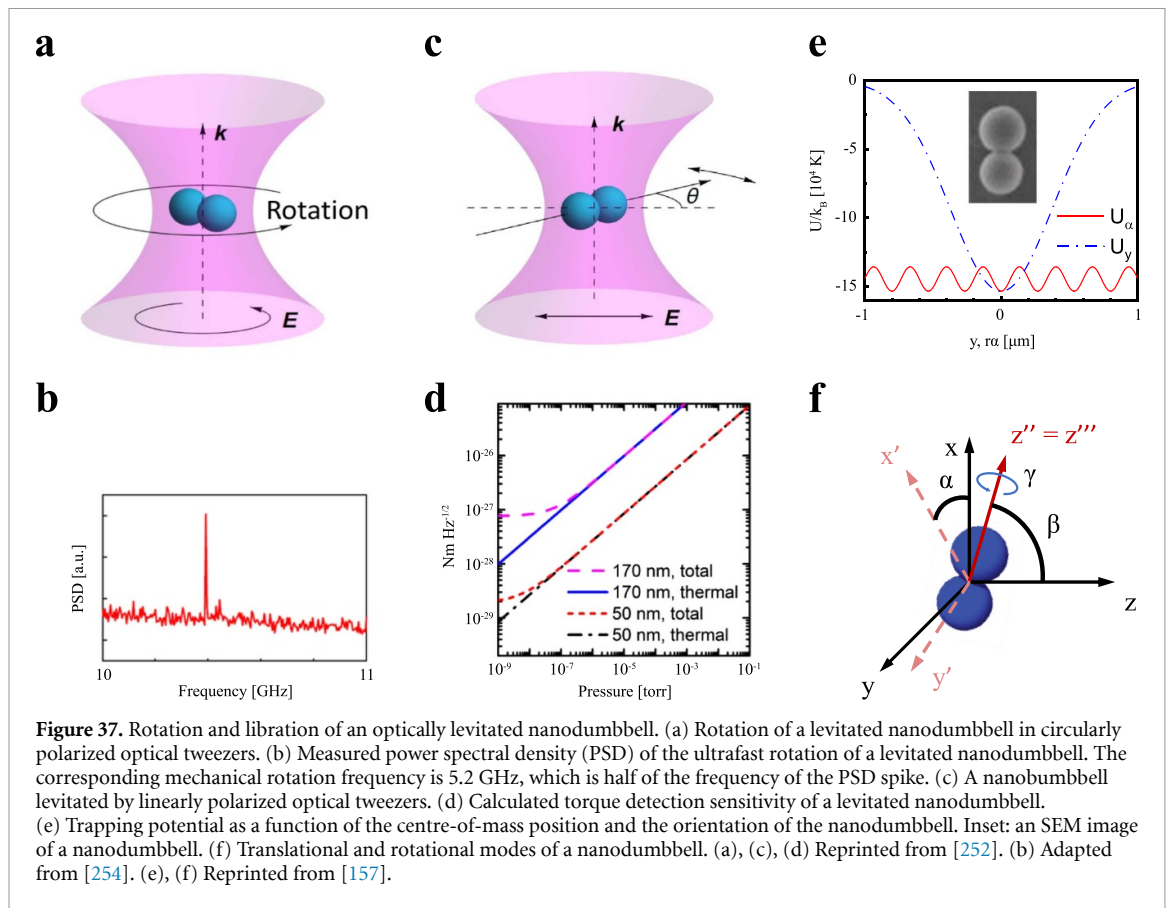 a
k
Rotation
E
c
k
θ
E
e
0
-5
-10
-15
U/kB [10⁴ K]
Uα
Uy
-1
0
1
y, rα [μm]
b
PSD [a.u.]
10
11
Frequency [GHz]
d
Nm Hz⁻¹ᐟ²
10⁻²⁶
10⁻²⁷
10⁻²⁸
10⁻²⁹
170 nm, total
170 nm, thermal
50 nm, total
50 nm, thermal
10⁻⁹ 10⁻⁷ 10⁻⁵ 10⁻³ 10⁻¹
Pressure [torr]
f
x'
x
z'' = z'''
α
γ
β
z
y
y'
Figure 37. Rotation and libration of an optically levitated nanodumbbell. (a) Rotation of a levitated nanodumbbell in circularly
polarized optical tweezers. (b) Measured power spectral density (PSD) of the ultrafast rotation of a levitated nanodumbbell. The
corresponding mechanical rotation frequency is 5.2 GHz, which is half of the frequency of the PSD spike. (c) A nanobumbbell
levitated by linearly polarized optical tweezers. (d) Calculated torque detection sensitivity of a levitated nanodumbbell.
(e) Trapping potential as a function of the centre-of-mass position and the orientation of the nanodumbbell. Inset: an SEM image
of a nanodumbbell. (f) Translational and rotational modes of a nanodumbbell. (a), (c), (d) Reprinted from [252]. (b) Adapted
from [254]. (e), (f) Reprinted from [157].